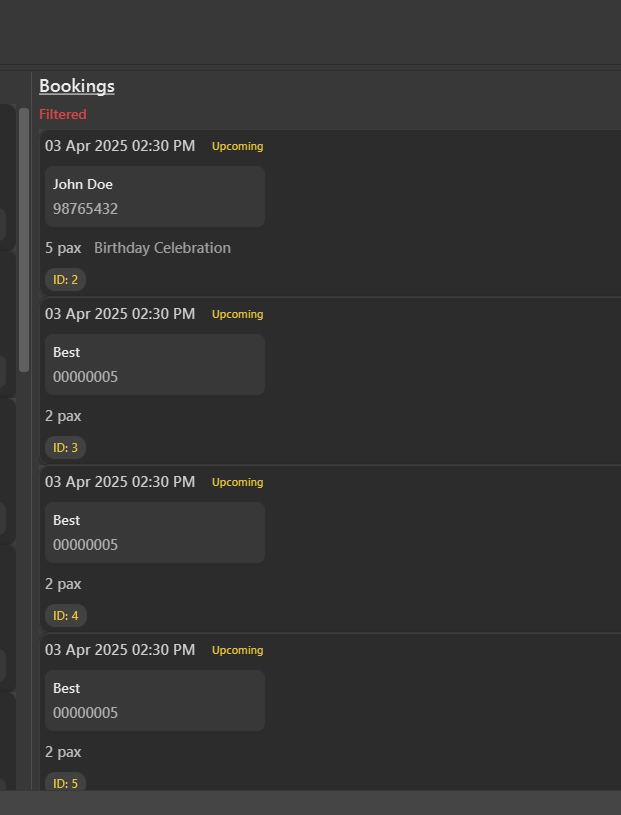 Bookings
Filtered
03 Apr 2025 02:30 PM Upcoming
John Doe
98765432
5 pax Birthday Celebration
ID: 2
03 Apr 2025 02:30 PM Upcoming
Best
00000005
2 pax
ID: 3
03 Apr 2025 02:30 PM Upcoming
Best
00000005
2 pax
ID: 4
03 Apr 2025 02:30 PM Upcoming
Best
00000005
2 pax
ID: 5